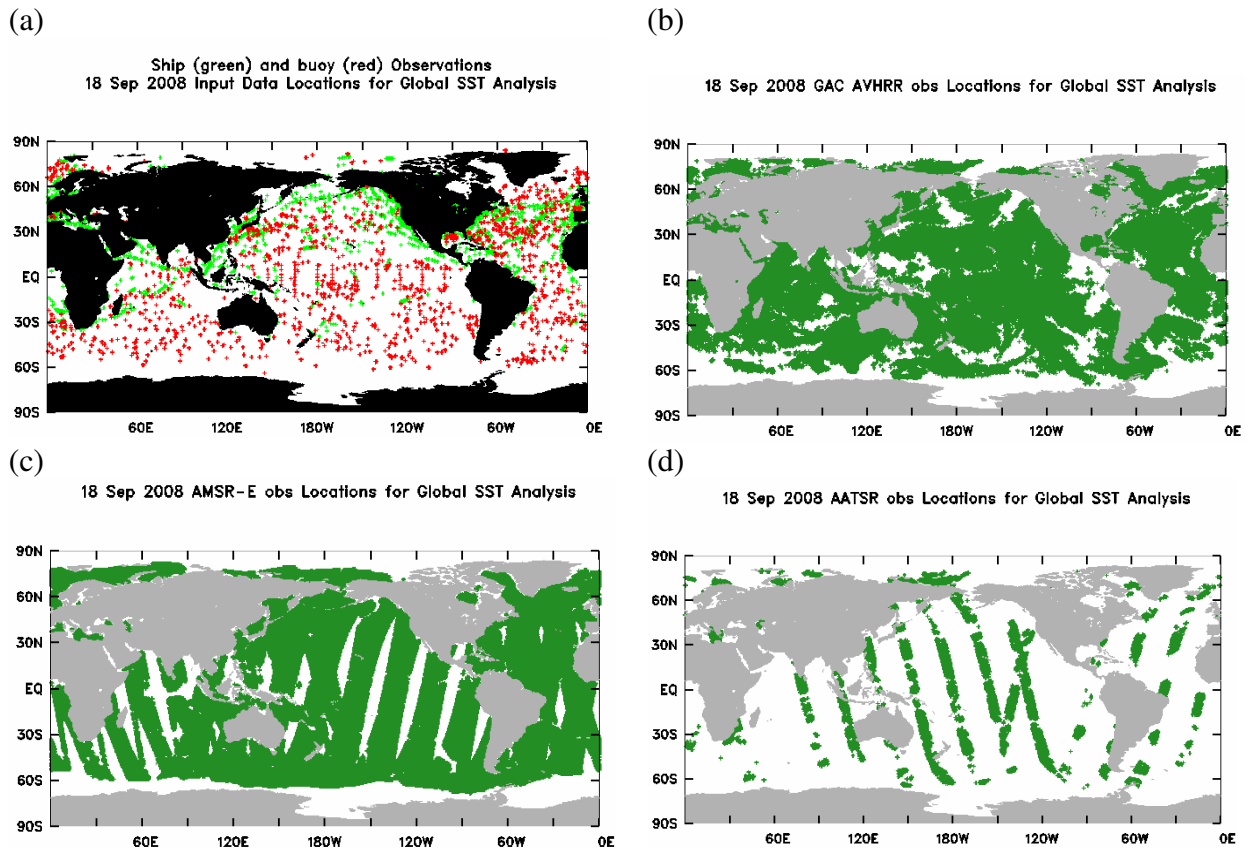 (a)
Ship (green) and buoy (red) Observations
18 Sep 2008 Input Data Locations for Global SST Analysis
90N
60N
30N
EQ
30S
60S
90S
60E 120E 180W 120W 60W 0E
(b)
18 Sep 2008 GAC AVHRR obs Locations for Global SST Analysis
90N
60N
30N
EQ
30S
60S
90S
60E 120E 180W 120W 60W 0E
(c)
18 Sep 2008 AMSR-E obs Locations for Global SST Analysis
90N
60N
30N
EQ
30S
60S
90S
60E 120E 180W 120W 60W 0E
(d)
18 Sep 2008 AATSR obs Locations for Global SST Analysis
90N
60N
30N
EQ
30S
60S
90S
60E 120E 180W 120W 60W 0E